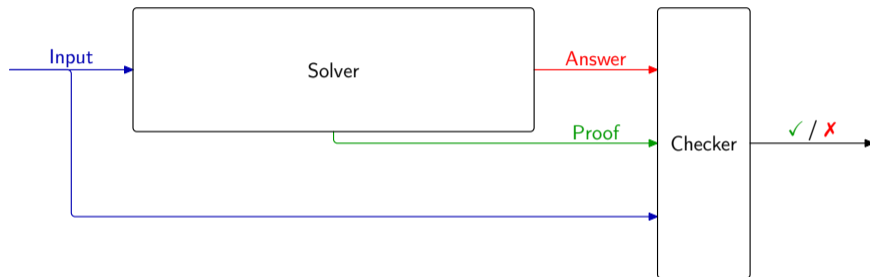 Input
Solver
Answer
Proof
Checker
✓ / ✗